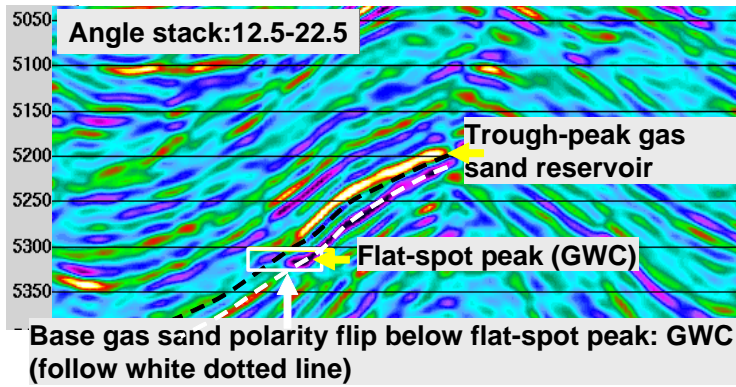 5050
Angle stack:12.5-22.5
5100
5150
Trough-peak gas
sand reservoir
5200
5250
5300
Flat-spot peak (GWC)
5350
Base gas sand polarity flip below flat-spot peak: GWC
(follow white dotted line)